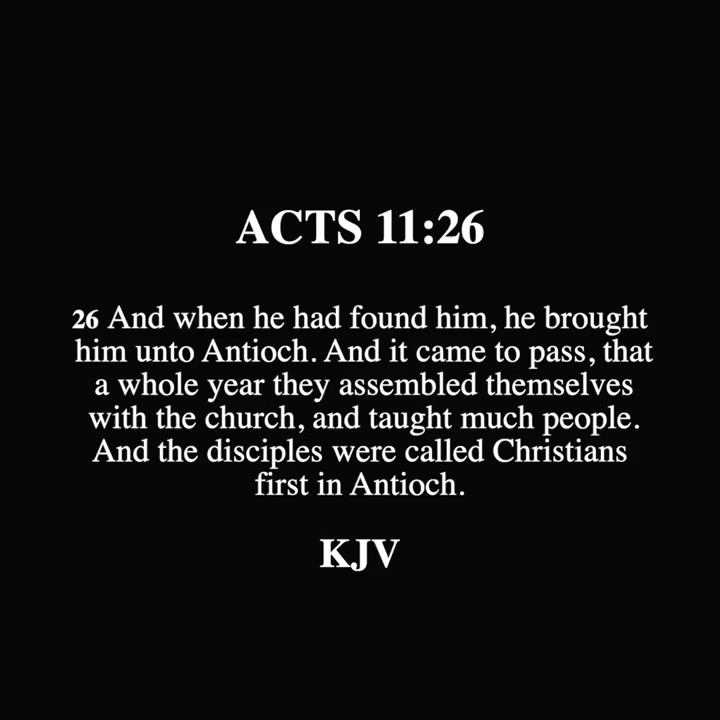 ACTS 11:26
26 And when he had found him, he brought
him unto Antioch. And it came to pass, that
a whole year they assembled themselves
with the church, and taught much people.
And the disciples were called Christians
first in Antioch.
KJV